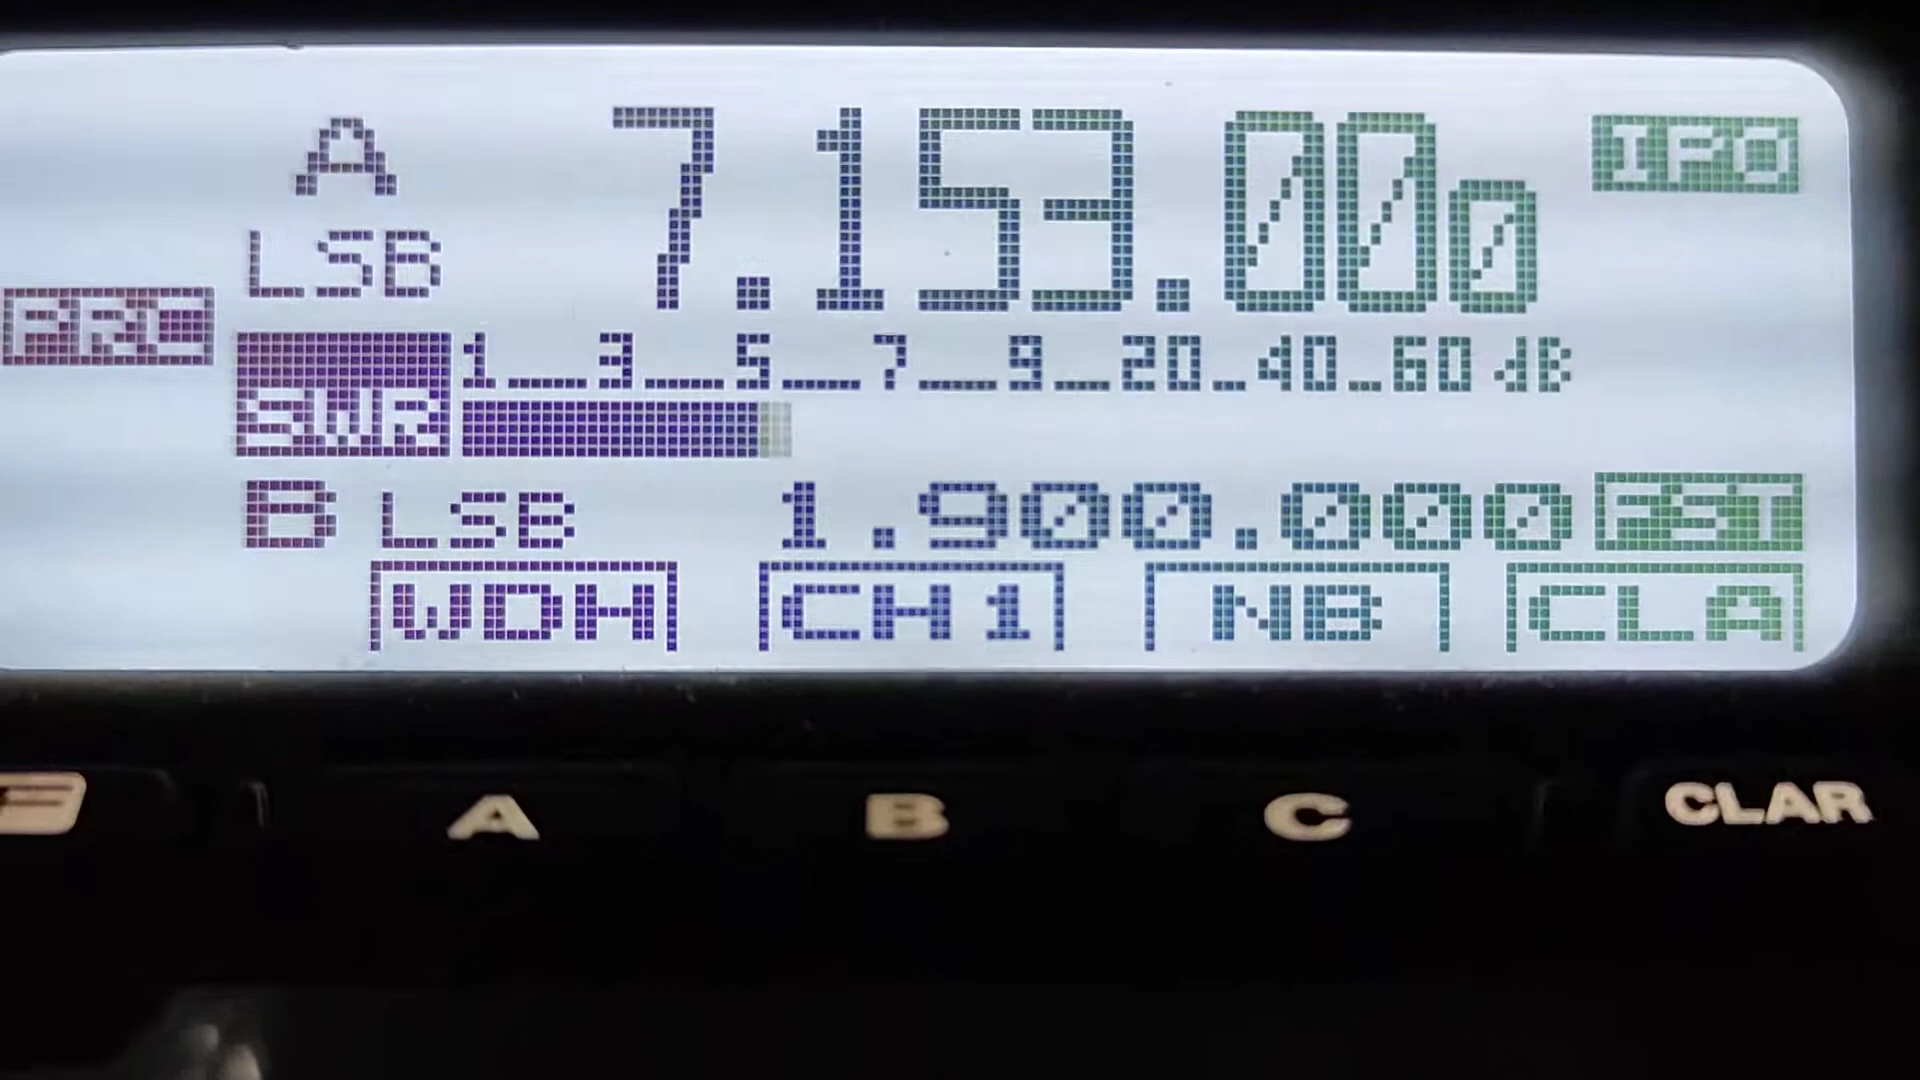 A 7.153.000 IPO
LSB
PRC
1 3 5 7 9 20 40 60 dB
SWR
B LSB 1.900.000 FST
WDH CH1 NB CLA
F A B C CLAR